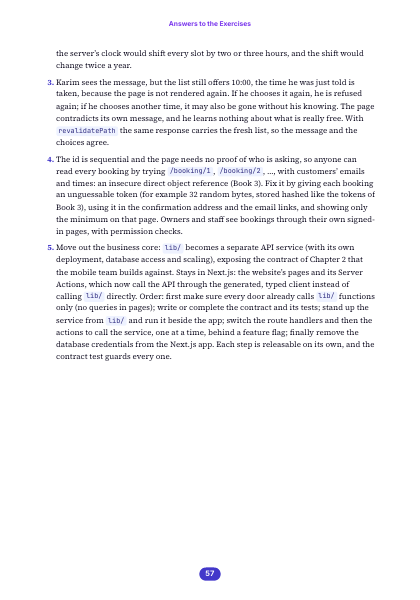 Answers to the Exercises
the server's clock would shift every slot by two or three hours, and the shift would
change twice a year.
3. Karim sees the message, but the list still offers 10:00, the time he was just told is
taken, because the page is not rendered again. If he chooses it again, he is refused
again; if he chooses another time, it may also be gone without his knowing. The page
contradicts its own message, and he learns nothing about what is really free. With
revalidatePath the same response carries the fresh list, so the message and the
choices agree.
4. The id is sequential and the page needs no proof of who is asking, so anyone can
read every booking by trying /booking/1, /booking/2, …, with customers' emails
and times: an insecure direct object reference (Book 3). Fix it by giving each booking
an unguessable token (for example 32 random bytes, stored hashed like the tokens of
Book 3), using it in the confirmation address and the email links, and showing only
the minimum on that page. Owners and staff see bookings through their own signed-
in pages, with permission checks.
5. Move out the business core: lib/ becomes a separate API service (with its own
deployment, database access and scaling), exposing the contract of Chapter 2 that
the mobile team builds against. Stays in Next.js: the website's pages and its Server
Actions, which now call the API through the generated, typed client instead of
calling lib/ directly. Order: first make sure every door already calls lib/ functions
only (no queries in pages); write or complete the contract and its tests; stand up the
service from lib/ and run it beside the app; switch the route handlers and then the
actions to call the service, one at a time, behind a feature flag; finally remove the
database credentials from the Next.js app. Each step is releasable on its own, and the
contract test guards every one.
57